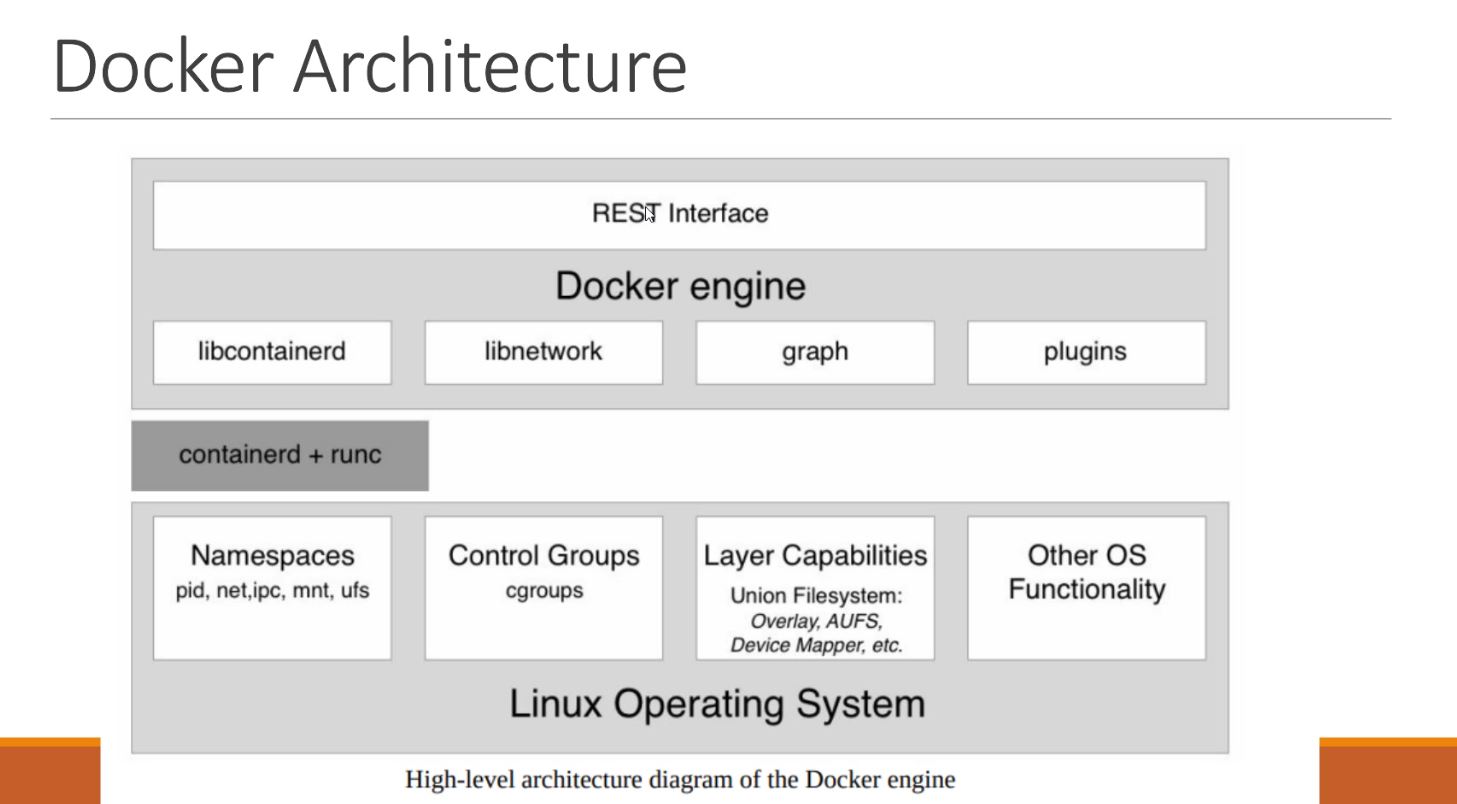 Docker Architecture
REST Interface
Docker engine
libcontainerd
libnetwork
graph
plugins
containerd + runc
Namespaces
pid, net,ipc, mnt, ufs
Control Groups
cgroups
Layer Capabilities
Union Filesystem:
Overlay, AUFS,
Device Mapper, etc.
Other OS
Functionality
Linux Operating System
High-level architecture diagram of the Docker engine